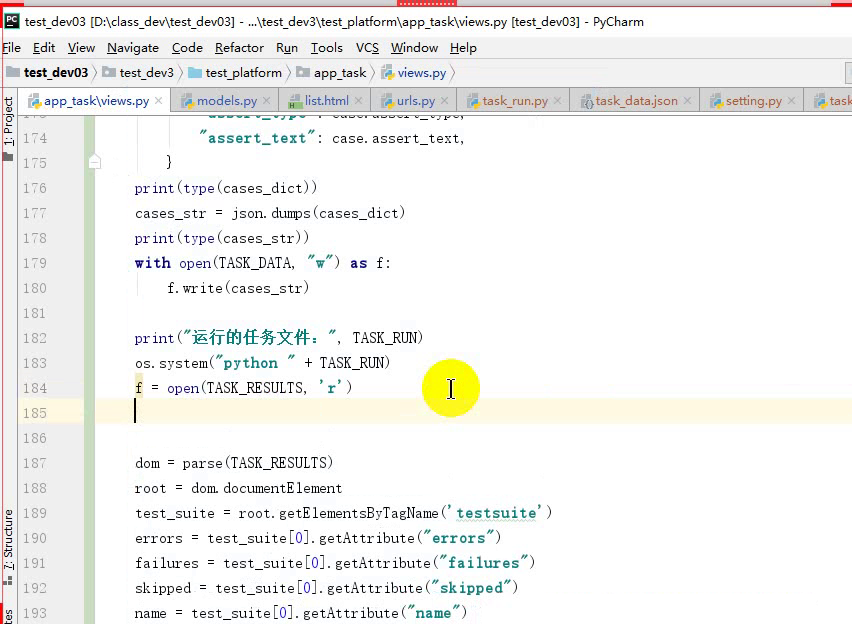 test_dev03 [D:\class_dev\test_dev03] - ...\test_dev3\test_platform\app_task\views.py [test_dev03] - PyCharm
File Edit View Navigate Code Refactor Run Tools VCS Window Help
test_dev03 test_dev3 test_platform app_task views.py
app_task\views.py models.py list.html urls.py task_run.py task_data.json setting.py task
1: Project
"assert_type": case.assert_type,
174 "assert_text": case.assert_text,
175 }
176 print(type(cases_dict))
177 cases_str = json.dumps(cases_dict)
178 print(type(cases_str))
179 with open(TASK_DATA, "w") as f:
180 f.write(cases_str)
181
182 print("运行的任务文件：", TASK_RUN)
183 os.system("python " + TASK_RUN)
184 f = open(TASK_RESULTS, 'r')
185
186
187 dom = parse(TASK_RESULTS)
188 root = dom.documentElement
189 test_suite = root.getElementsByTagName('testsuite')
190 errors = test_suite[0].getAttribute("errors")
191 failures = test_suite[0].getAttribute("failures")
192 skipped = test_suite[0].getAttribute("skipped")
193 name = test_suite[0].getAttribute("name")
7: Structure